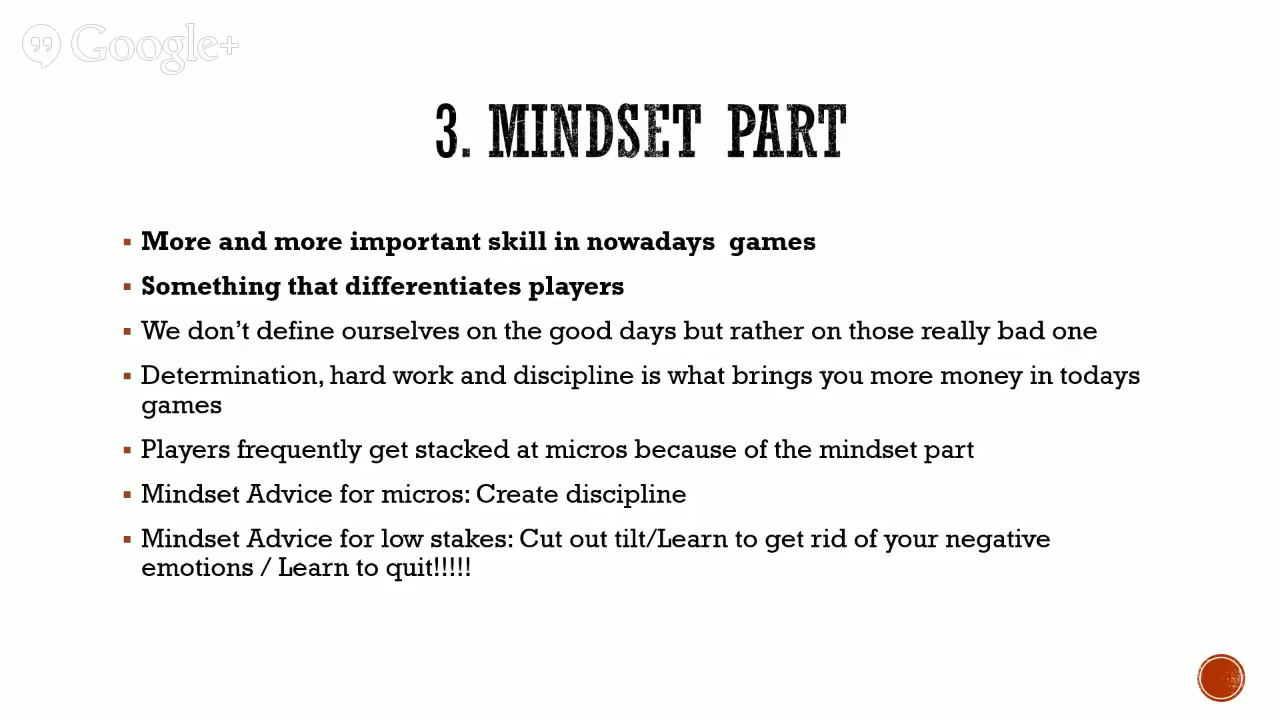 Google+
3. MINDSET PART
▪ More and more important skill in nowadays games
▪ Something that differentiates players
▪ We don’t define ourselves on the good days but rather on those really bad one
▪ Determination, hard work and discipline is what brings you more money in todays
games
▪ Players frequently get stacked at micros because of the mindset part
▪ Mindset Advice for micros: Create discipline
▪ Mindset Advice for low stakes: Cut out tilt/Learn to get rid of your negative
emotions / Learn to quit!!!!!